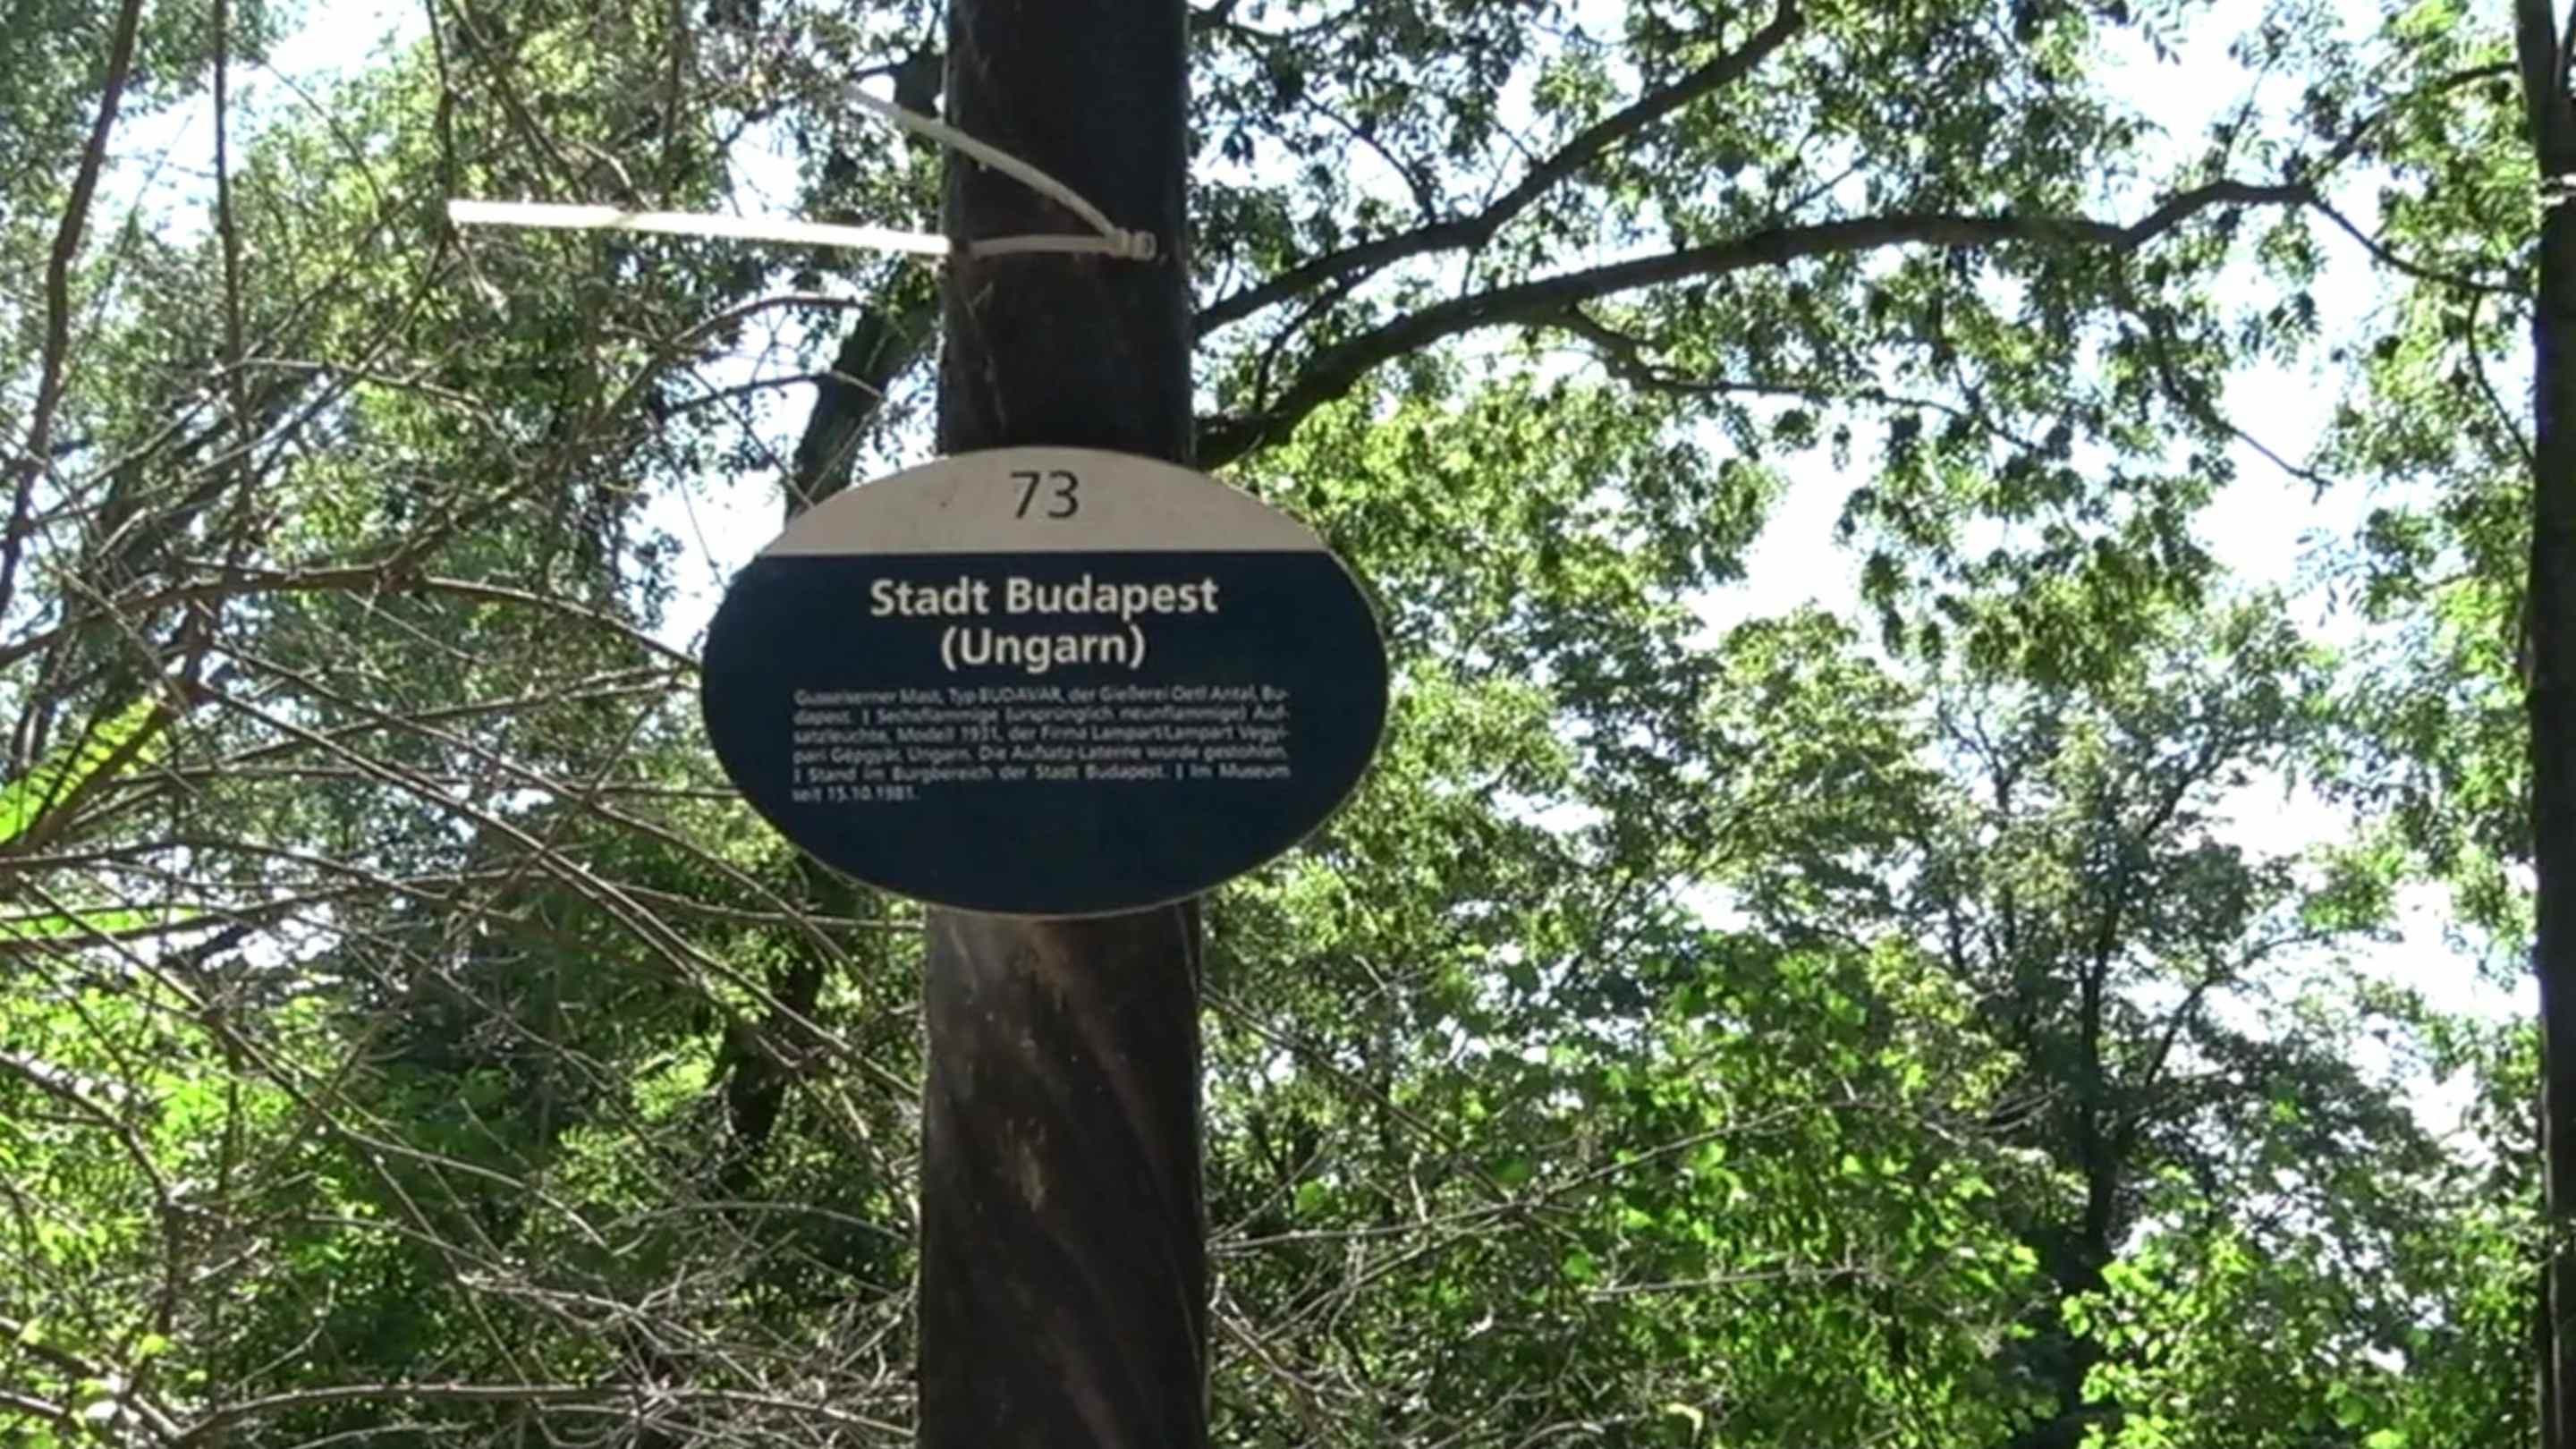 73
Stadt Budapest
(Ungarn)
Gusseiserner Mast, Typ BUDAVAR, der Gießerei Oetl Antal, Bu-
dapest. | Sechsflammige (ursprünglich neunflammige) Auf-
satzleuchte, Modell 1931, der Firma Lampart/Lampart Vegyi-
pari Gépgyár, Ungarn. Die Aufsatz-Laterne wurde gestohlen.
| Stand im Burgbereich der Stadt Budapest. | Im Museum
seit 15.10.1981.